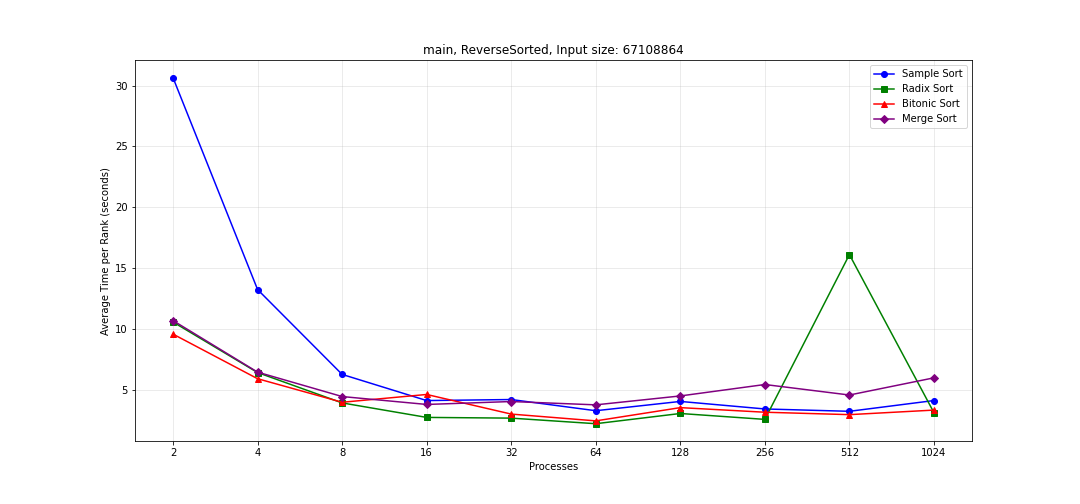 main, ReverseSorted, Input size: 67108864
Sample Sort
Radix Sort
Bitonic Sort
Merge Sort
Average Time per Rank (seconds)
30
25
20
15
10
5
2
4
8
16
32
64
128
256
512
1024
Processes